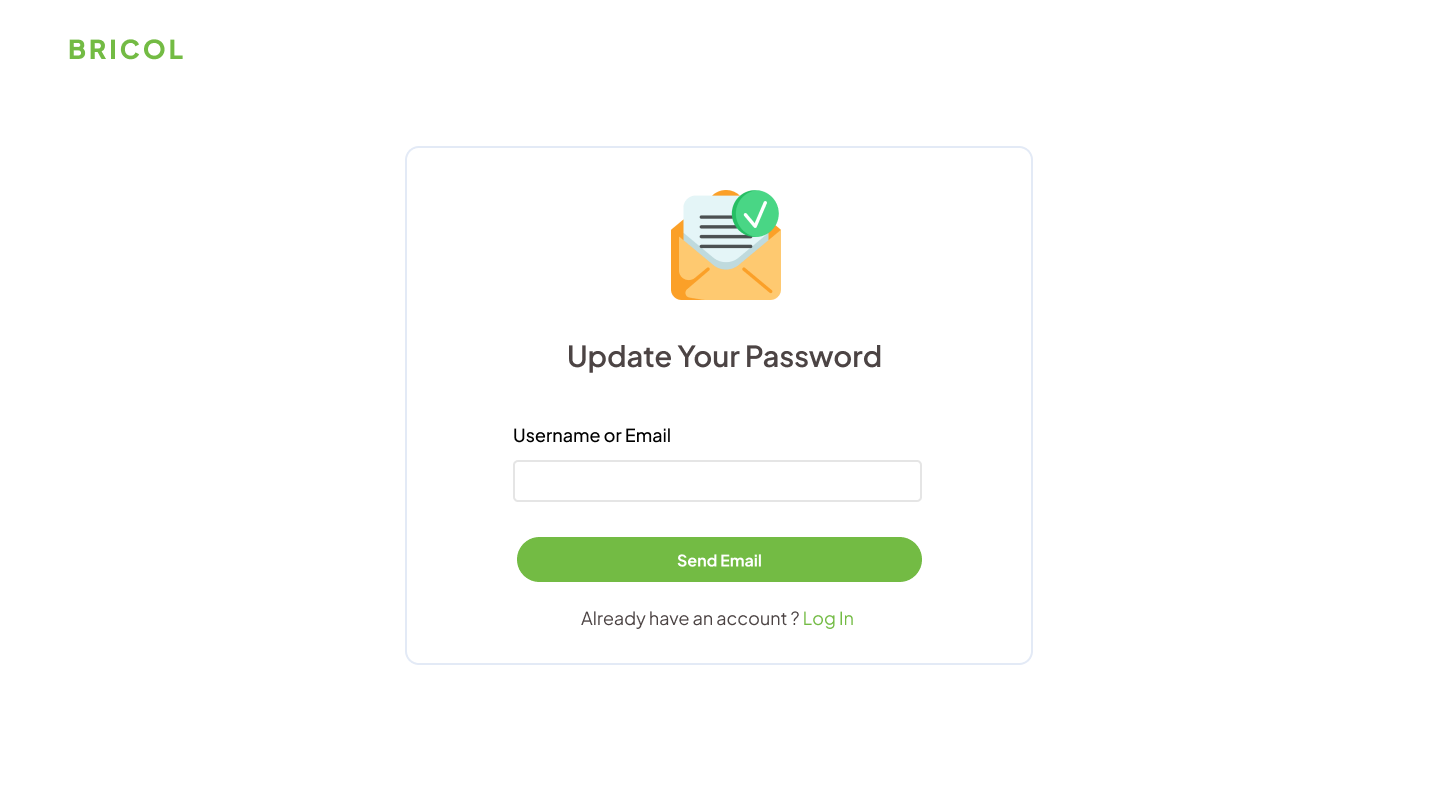 BRICOL
Update Your Password
Username or Email
Send Email
Already have an account ? Log In